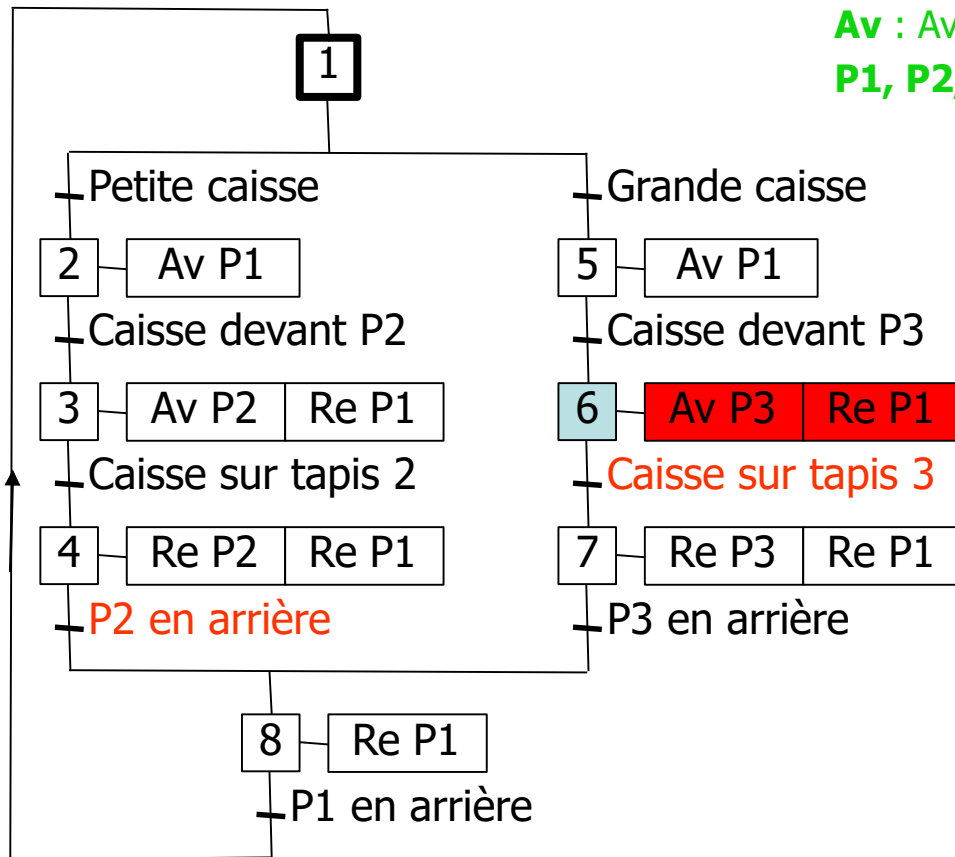 Av : Av
P1, P2,
1
Petite caisse
Grande caisse
2 Av P1
5 Av P1
Caisse devant P2
Caisse devant P3
3 Av P2 Re P1
6 Av P3 Re P1
Caisse sur tapis 2
Caisse sur tapis 3
4 Re P2 Re P1
7 Re P3 Re P1
P2 en arrière
P3 en arrière
8 Re P1
P1 en arrière